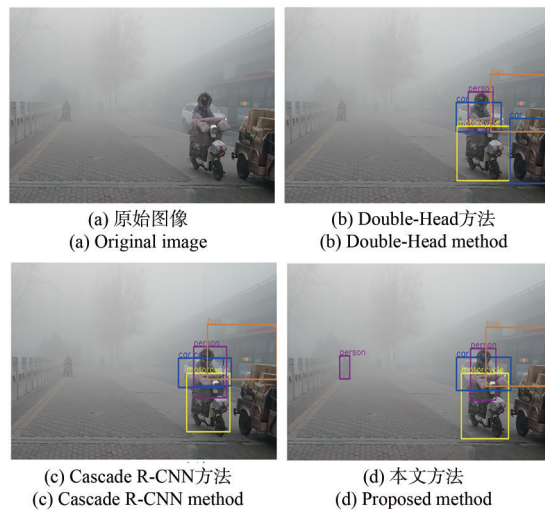 person
car
motorcycle
car
(a) 原始图像
(a) Original image
(b) Double-Head方法
(b) Double-Head method
person
car car
motorcycle
person
person
car
motorcycle
(c) Cascade R-CNN方法
(c) Cascade R-CNN method
(d) 本文方法
(d) Proposed method